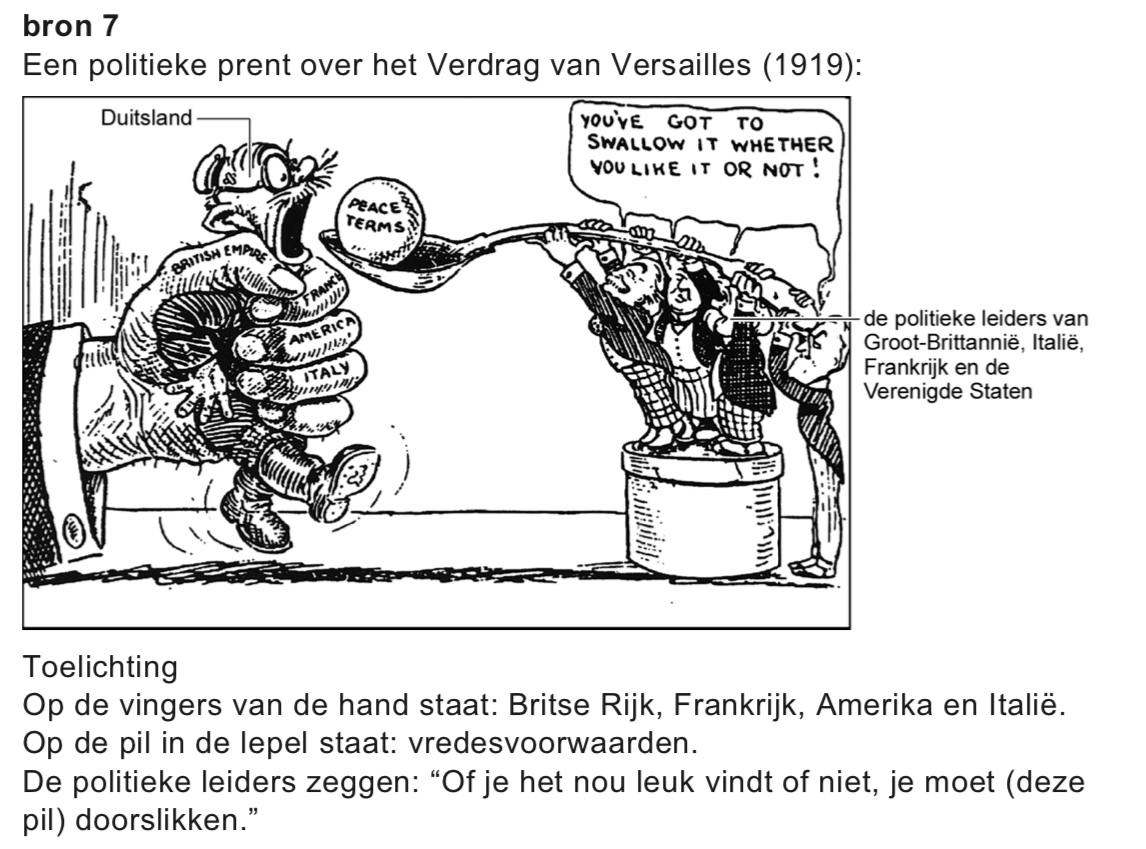 bron 7
Een politieke prent over het Verdrag van Versailles (1919):
Duitsland
YOU'VE GOT TO
SWALLOW IT WHETHER
YOU LIKE IT OR NOT!
PEACE
TERMS
BRITISH EMPIRE
FRANCE
AMERICA
ITALY
de politieke leiders van
Groot-Brittannië, Italië,
Frankrijk en de
Verenigde Staten
Toelichting
Op de vingers van de hand staat: Britse Rijk, Frankrijk, Amerika en Italië.
Op de pil in de lepel staat: vredesvoorwaarden.
De politieke leiders zeggen: “Of je het nou leuk vindt of niet, je moet (deze
pil) doorslikken.”